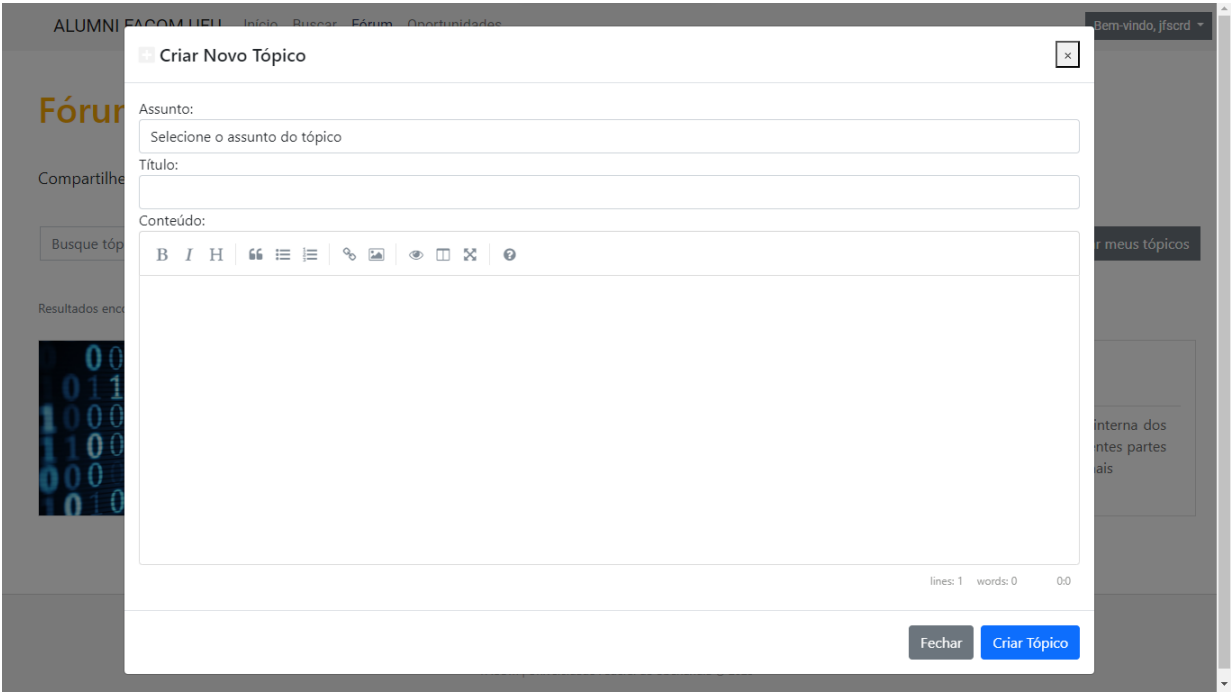 ALUMNI FACOM UFU Início Buscar Fórum Oportunidades
Bem-vindo, jfscrd
Criar Novo Tópico
×
Assunto:
Selecione o assunto do tópico
Título:
Conteúdo:
B I H
lines: 1 words: 0 0:0
Fechar Criar Tópico
Fórum
Compartilhe
Busque tóp
r meus tópicos
Resultados enco
interna dos
ntes partes
ais